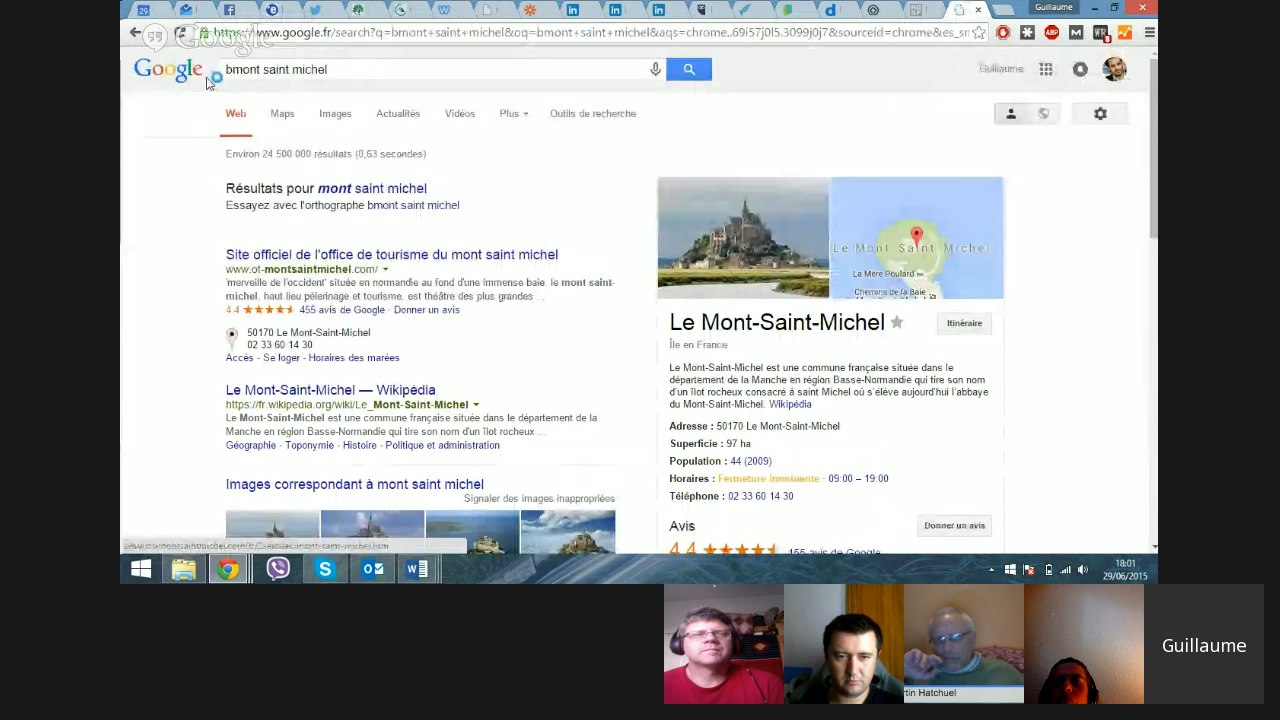 Guillaume
https://www.google.fr/search?q=bmont+saint+michel&oq=bmont+saint+michel&aqs=chrome..69i57j0l5.3099j0j7&sourceid=chrome&es_sm
Google
bmont saint michel
Guillaume
Web Maps Images Actualités Vidéos Plus Outils de recherche
Environ 24 500 000 résultats (0,63 secondes)
Résultats pour mont saint michel
Essayez avec l'orthographe bmont saint michel
Site officiel de l'office de tourisme du mont saint michel
www.ot-montsaintmichel.com/
'merveille de l'occident' située en normandie au fond d'une immense baie. le mont saint-
michel, haut lieu pèlerinage et tourisme, est théâtre des plus grandes ...
4,4 455 avis de Google - Donner un avis
50170 Le Mont-Saint-Michel
02 33 60 14 30
Accès - Se loger - Horaires des marées
Le Mont-Saint-Michel — Wikipédia
https://fr.wikipedia.org/wiki/Le_Mont-Saint-Michel
Le Mont-Saint-Michel est une commune française située dans le département de la
Manche en région Basse-Normandie qui tire son nom d'un îlot rocheux ...
Géographie - Toponymie - Histoire - Politique et administration
Images correspondant à mont saint michel
Signaler des images inappropriées
Le Mont Saint Michel
La Mère Poulard
Chemins de la Baie
Le Mont-Saint-Michel
Itinéraire
Île en France
Le Mont-Saint-Michel est une commune française située dans le
département de la Manche en région Basse-Normandie qui tire son nom
d'un îlot rocheux consacré à saint Michel où s'élève aujourd'hui l'abbaye
du Mont-Saint-Michel. Wikipédia
Adresse : 50170 Le Mont-Saint-Michel
Superficie : 97 ha
Population : 44 (2009)
Horaires : Fermeture imminente · 09:00 – 19:00
Téléphone : 02 33 60 14 30
Avis
Donner un avis
4,4 455 avis de Google
18:01
29/06/2015
rtin Hatchuel
Guillaume